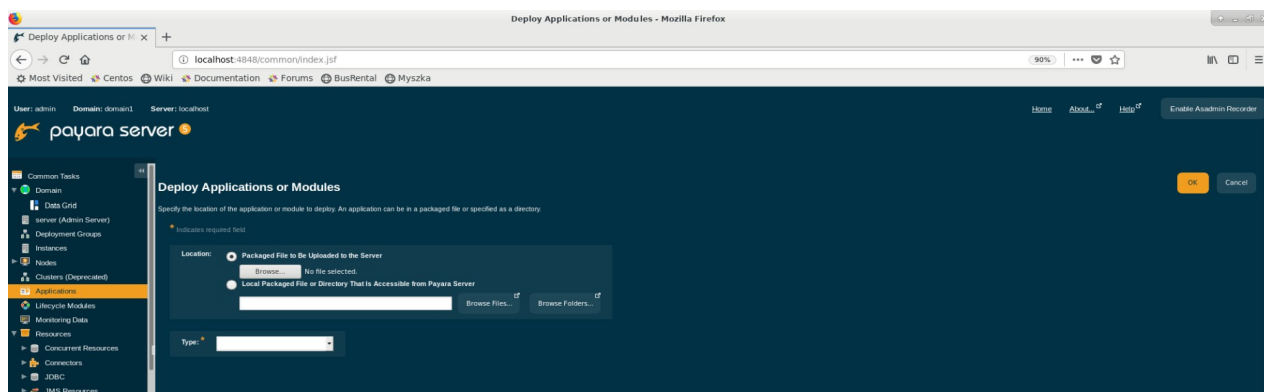 Deploy Applications or Modules - Mozilla Firefox
Deploy Applications or M
localhost:4848/common/index.jsf
90%
Most Visited Centos Wiki Documentation Forums BusRental Myszka
User: admin Domain: domain1 Server: localhost
Home About... Help Enable Asadmin Recorder
payara server 5
Common Tasks
Domain
Data Grid
server (Admin Server)
Deployment Groups
Instances
Nodes
Clusters (Deprecated)
Applications
Lifecycle Modules
Monitoring Data
Resources
Concurrent Resources
Connectors
JDBC
JMS Resources
Deploy Applications or Modules
OK Cancel
Specify the location of the application or module to deploy. An application can be in a packaged file or specified as a directory.
* Indicates required field
Location: Packaged File to Be Uploaded to the Server
Browse... No file selected.
Local Packaged File or Directory That Is Accessible from Payara Server
Browse Files... Browse Folders...
Type: *